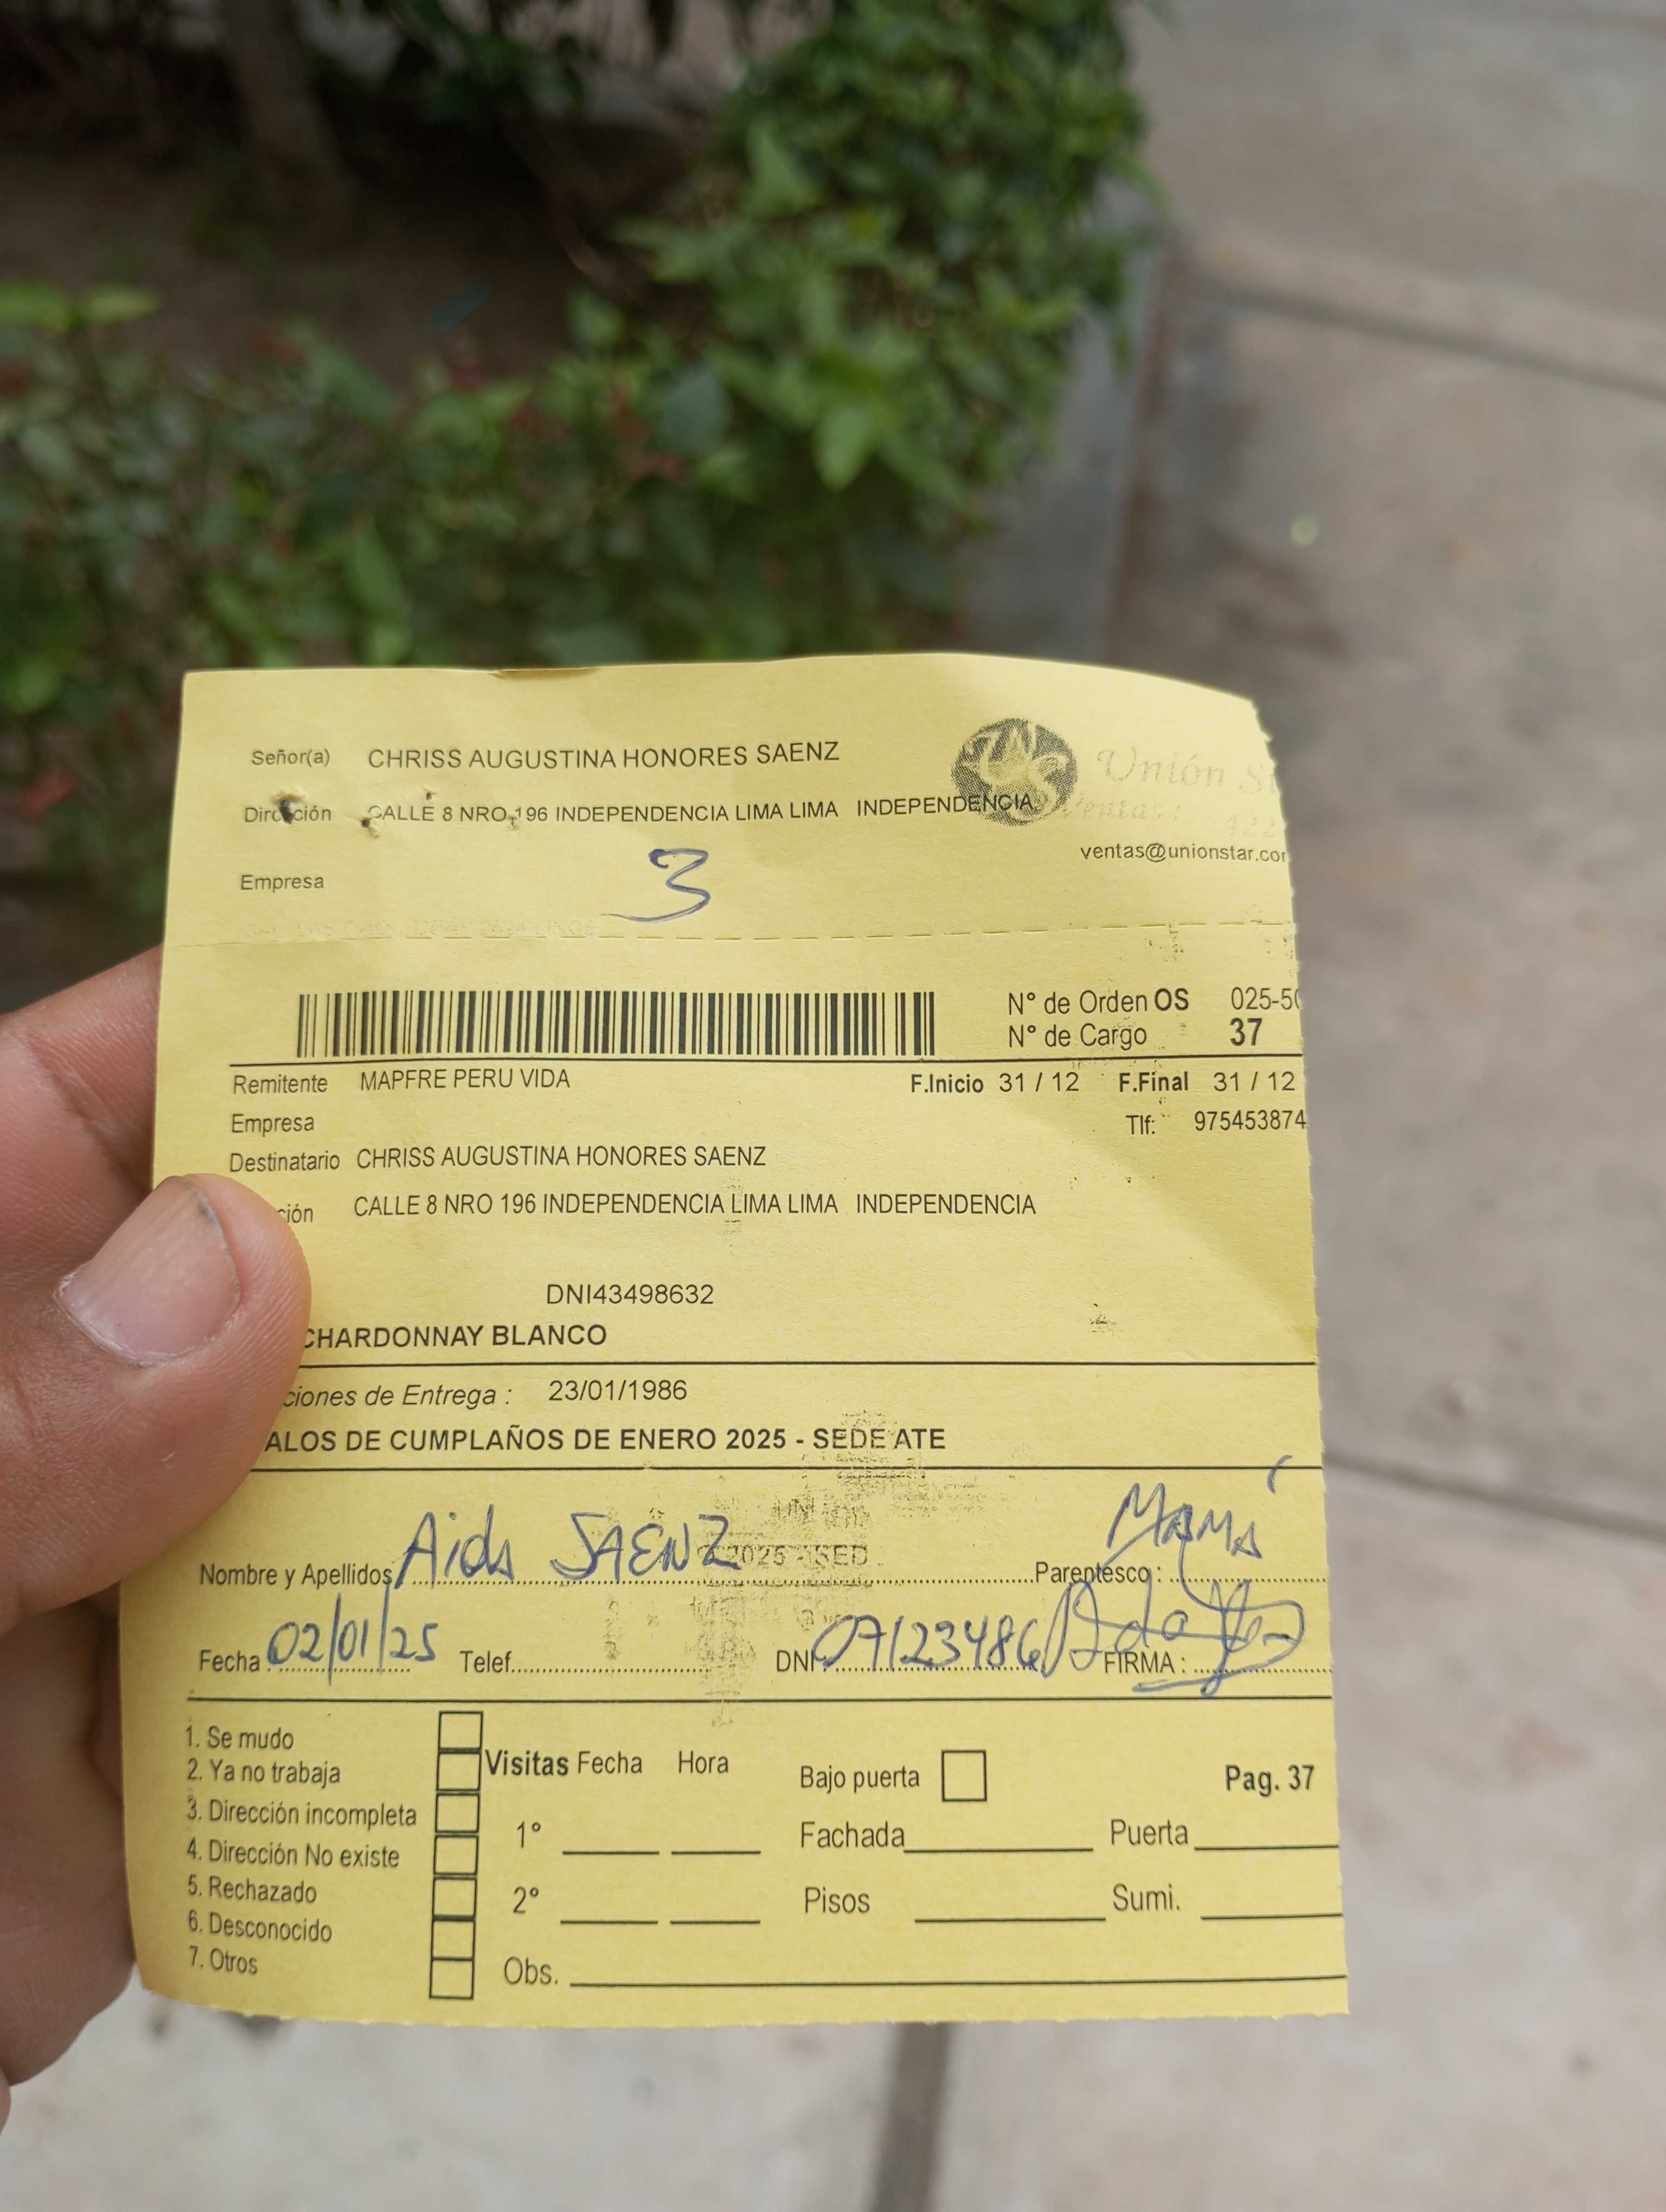 Señor(a) CHRISS AUGUSTINA HONORES SAENZ
Unión S
Dirección CALLE 8 NRO 196 INDEPENDENCIA LIMA LIMA INDEPENDENCIA
Ventas: 422
ventas@unionstar.com
Empresa
3
N° de Orden OS 025-50
N° de Cargo 37
Remitente MAPFRE PERU VIDA F.Inicio 31 / 12 F.Final 31 / 12
Empresa Tlf: 975453874
Destinatario CHRISS AUGUSTINA HONORES SAENZ
ción CALLE 8 NRO 196 INDEPENDENCIA LIMA LIMA INDEPENDENCIA
DNI43498632
CHARDONNAY BLANCO
ciones de Entrega : 23/01/1986
ALOS DE CUMPLAÑOS DE ENERO 2025 - SEDE ATE
Nombre y Apellidos Aida SAENZ Parentesco : MAMÁ
Fecha 02/01/25 Telef. DNI 07123486 FIRMA :
1. Se mudo
2. Ya no trabaja
3. Dirección incompleta
4. Dirección No existe
5. Rechazado
6. Desconocido
7. Otros
Visitas Fecha Hora Bajo puerta Pag. 37
1° Fachada Puerta
2° Pisos Sumi.
Obs.